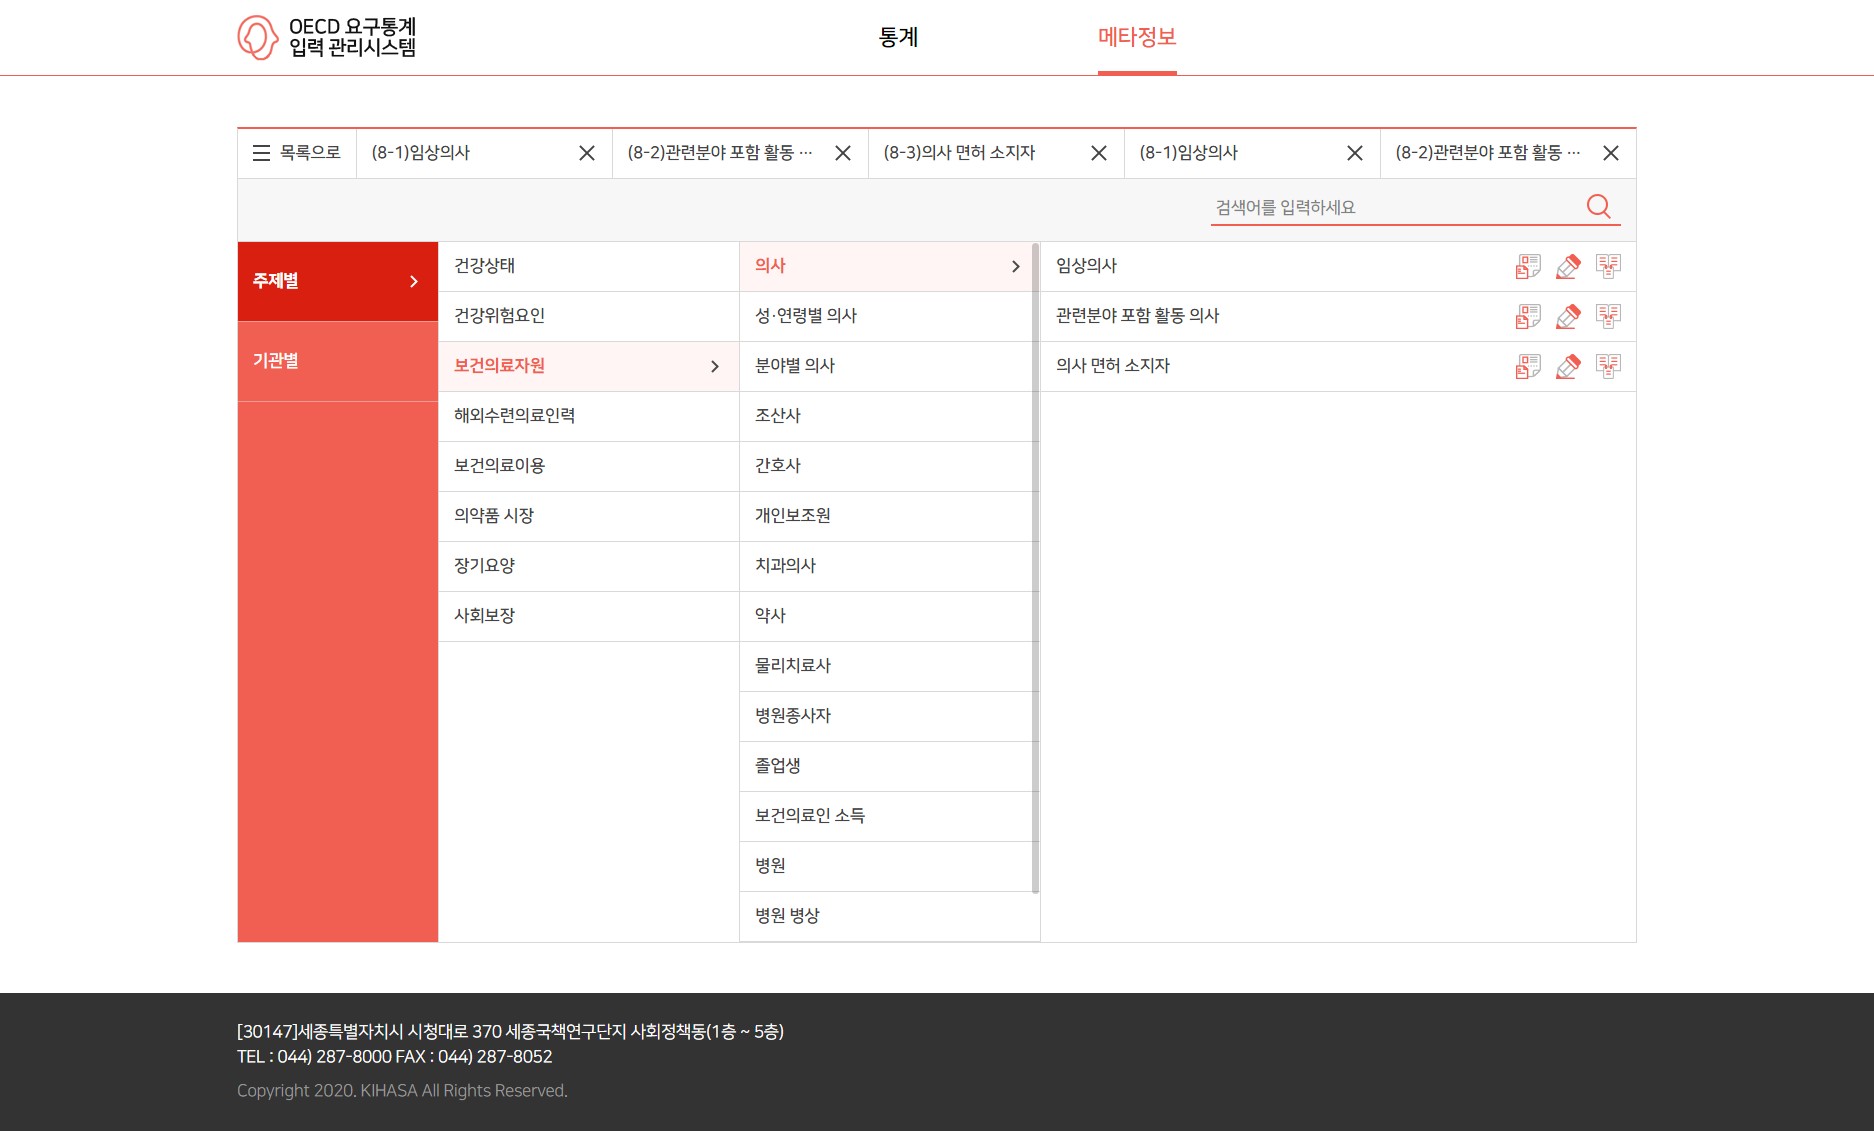 OECD 요구통계
입력 관리시스템
통계
메타정보
목록으로
(8-1)임상의사
(8-2)관련분야 포함 활동 ···
(8-3)의사 면허 소지자
(8-1)임상의사
(8-2)관련분야 포함 활동 ···
검색어를 입력하세요
주제별
기관별
건강상태
건강위험요인
보건의료자원
해외수련의료인력
보건의료이용
의약품 시장
장기요양
사회보장
의사
성·연령별 의사
분야별 의사
조산사
간호사
개인보조원
치과의사
약사
물리치료사
병원종사자
졸업생
보건의료인 소득
병원
병원 병상
임상의사
관련분야 포함 활동 의사
의사 면허 소지자
[30147]세종특별자치시 시청대로 370 세종국책연구단지 사회정책동(1층 ~ 5층)
TEL : 044) 287-8000 FAX : 044) 287-8052
Copyright 2020. KIHASA All Rights Reserved.